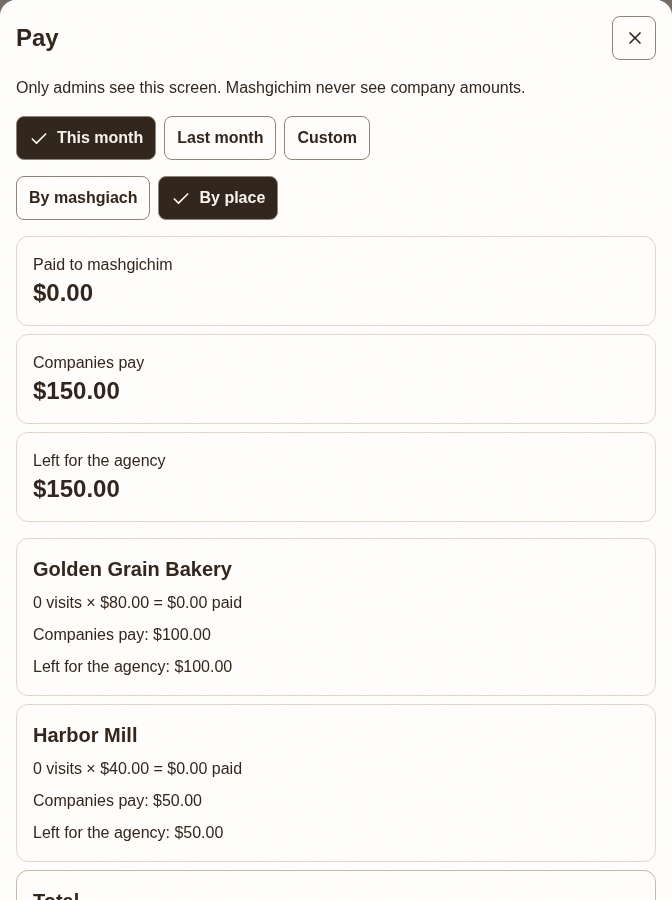 Pay
Only admins see this screen. Mashgichim never see company amounts.
This month
Last month
Custom
By mashgiach
By place
Paid to mashgichim
$0.00
Companies pay
$150.00
Left for the agency
$150.00
Golden Grain Bakery
0 visits × $80.00 = $0.00 paid
Companies pay: $100.00
Left for the agency: $100.00
Harbor Mill
0 visits × $40.00 = $0.00 paid
Companies pay: $50.00
Left for the agency: $50.00
Total